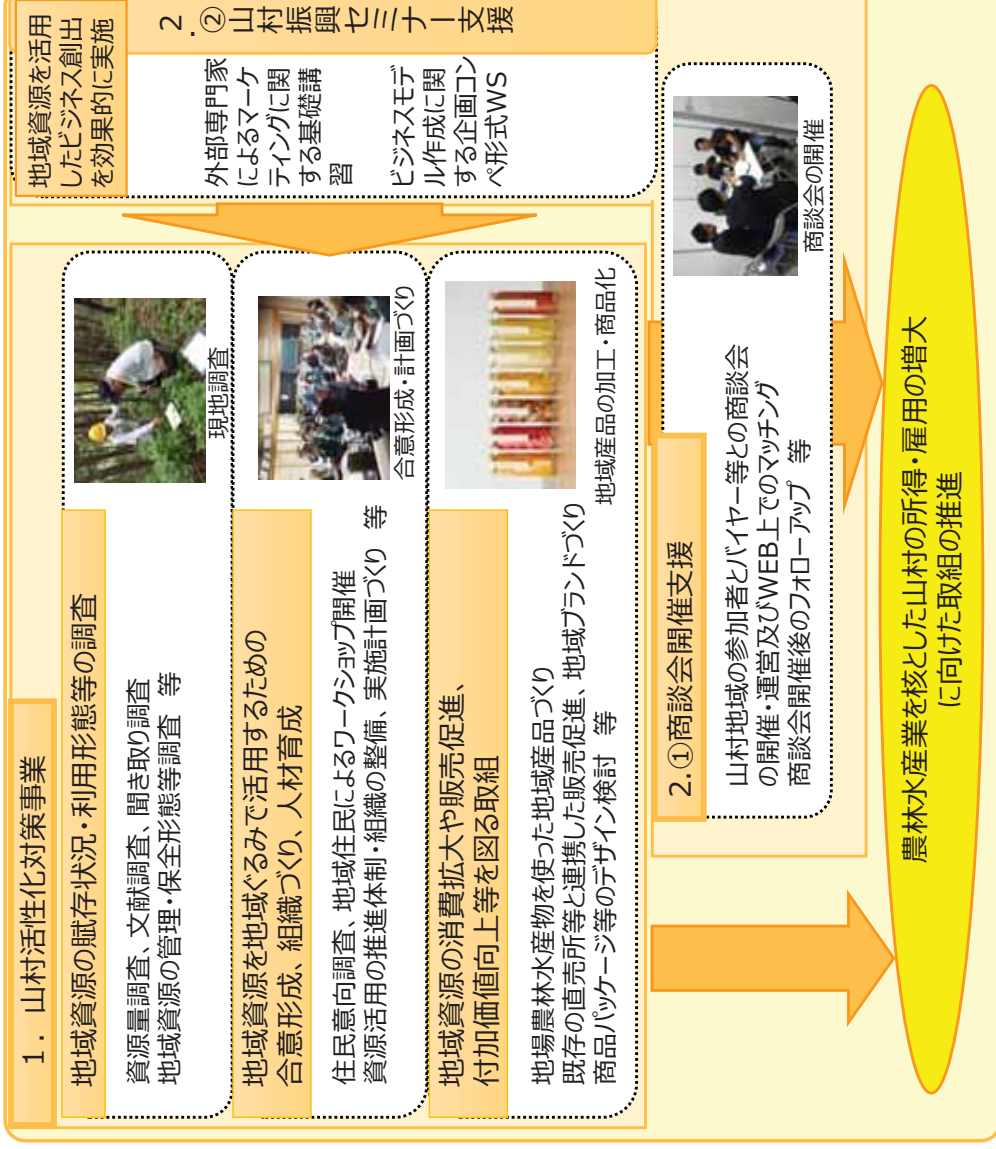 1．山村活性化対策事業
地域資源の賦存状況・利用形態等の調査
資源量調査、文献調査、聞き取り調査
地域資源の管理・保全形態等調査　等
現地調査
地域資源を地域ぐるみで活用するための
合意形成、組織づくり、人材育成
住民意向調査、地域住民によるワークショップ開催
資源活用の推進体制・組織の整備、実施計画づくり　等
合意形成・計画づくり
地域資源の消費拡大や販売促進、
付加価値向上等を図る取組
地場農林水産物を使った地域産品づくり
既存の直売所等と連携した販売促進、地域ブランドづくり
商品パッケージ等のデザイン検討　等
地域産品の加工・商品化
地域資源を活用
したビジネス創出
を効果的に実施
2.②山村振興セミナー支援
外部専門家
によるマーケ
ティングに関
する基礎講
習
ビジネスモデ
ル作成に関
する企画コン
ペ形式WS
2.①商談会開催支援
山村地域の参加者とバイヤー等との商談会
の開催・運営及びWEB上でのマッチング
商談会開催後のフォローアップ　等
商談会の開催
農林水産業を核とした山村の所得・雇用の増大
に向けた取組の推進